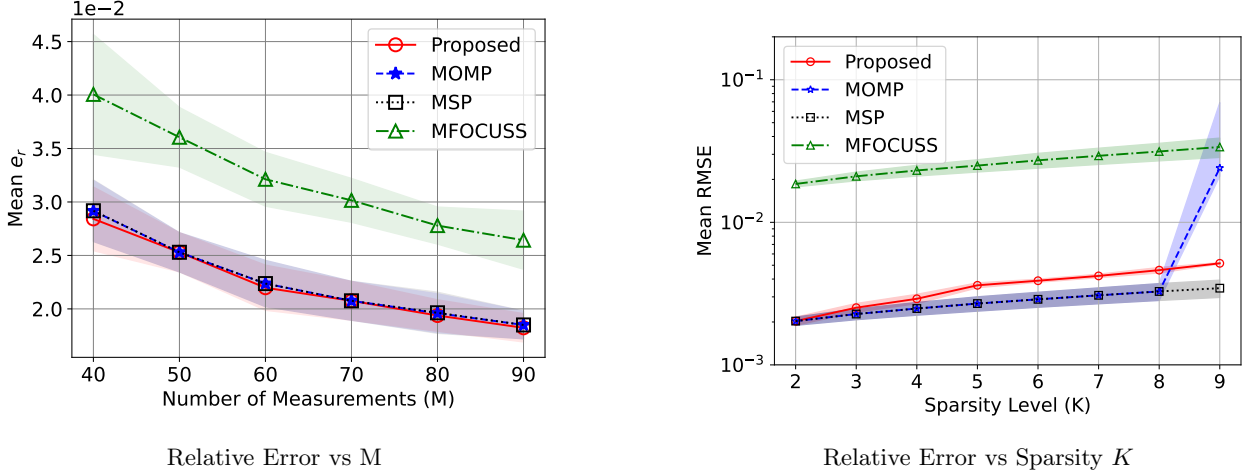 1e−2
4.5
4.0
3.5
3.0
2.5
2.0
Mean e_r
40 50 60 70 80 90
Number of Measurements (M)
Proposed
MOMP
MSP
MFOCUSS
Relative Error vs M
10^{-1}
10^{-2}
10^{-3}
Mean RMSE
2 3 4 5 6 7 8 9
Sparsity Level (K)
Proposed
MOMP
MSP
MFOCUSS
Relative Error vs Sparsity K